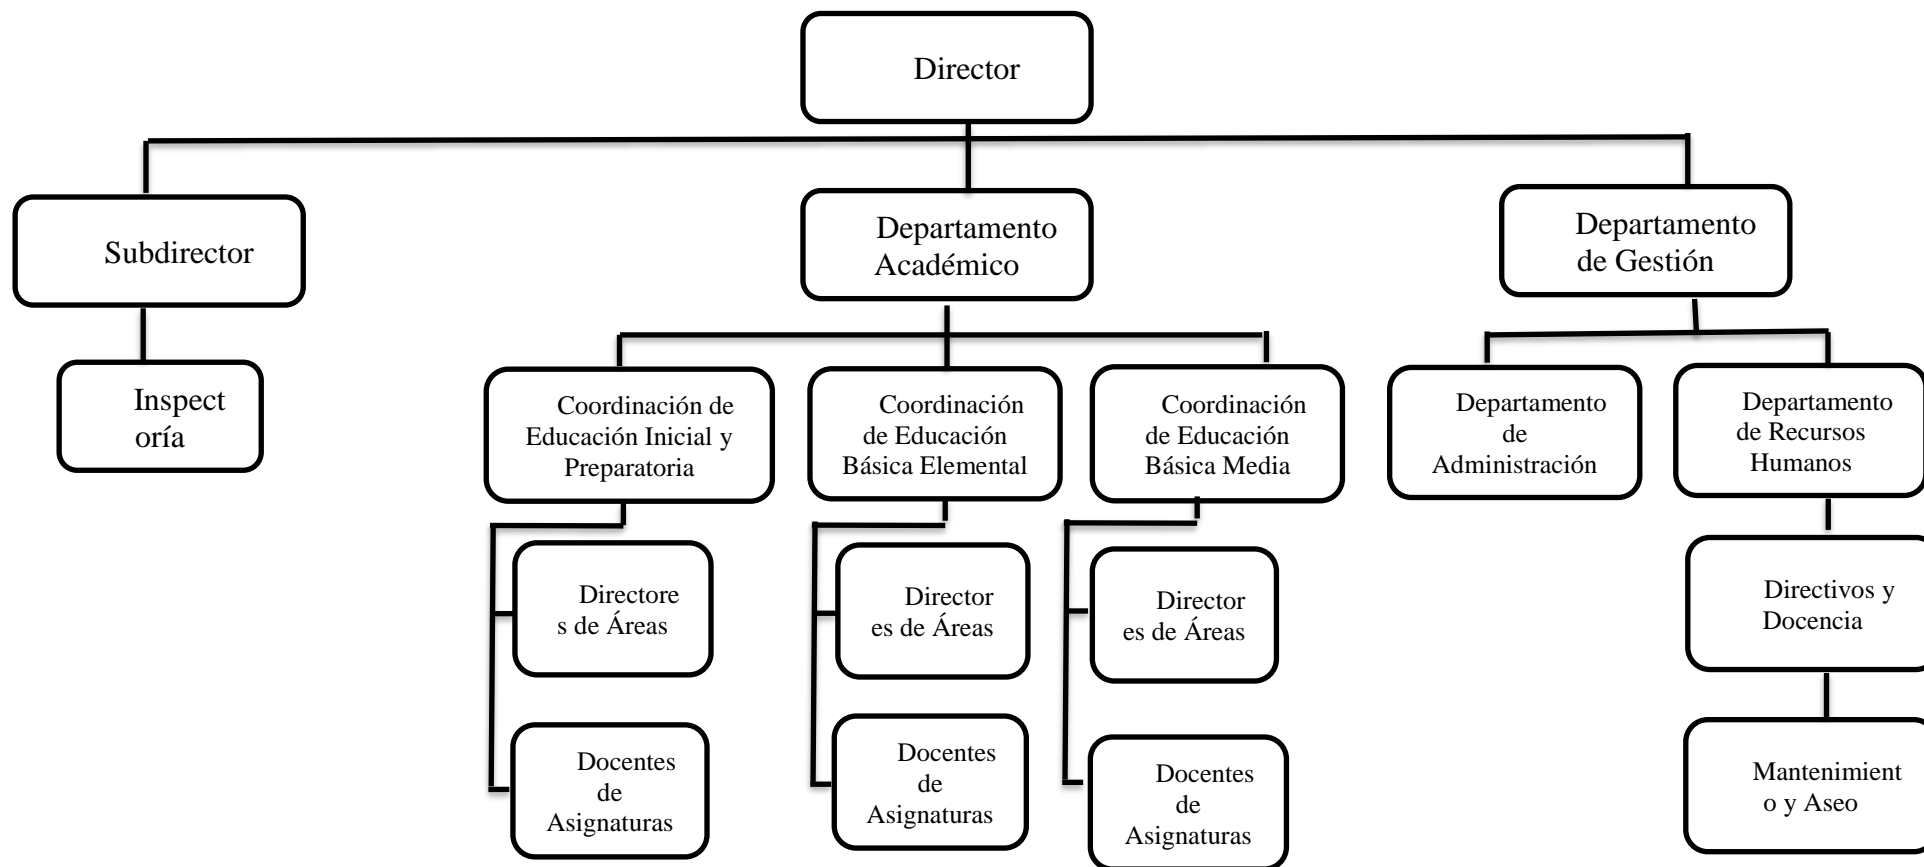 Director
Subdirector
Departamento
Académico
Departamento
de Gestión
Inspect
oría
Coordinación de
Educación Inicial y
Preparatoria
Coordinación
de Educación
Básica Elemental
Coordinación
de Educación
Básica Media
Departamento
de
Administración
Departamento
de Recursos
Humanos
Directore
s de Áreas
Director
es de Áreas
Director
es de Áreas
Directivos y
Docencia
Docentes
de
Asignaturas
Docentes
de
Asignaturas
Docentes
de
Asignaturas
Mantenimient
o y Aseo